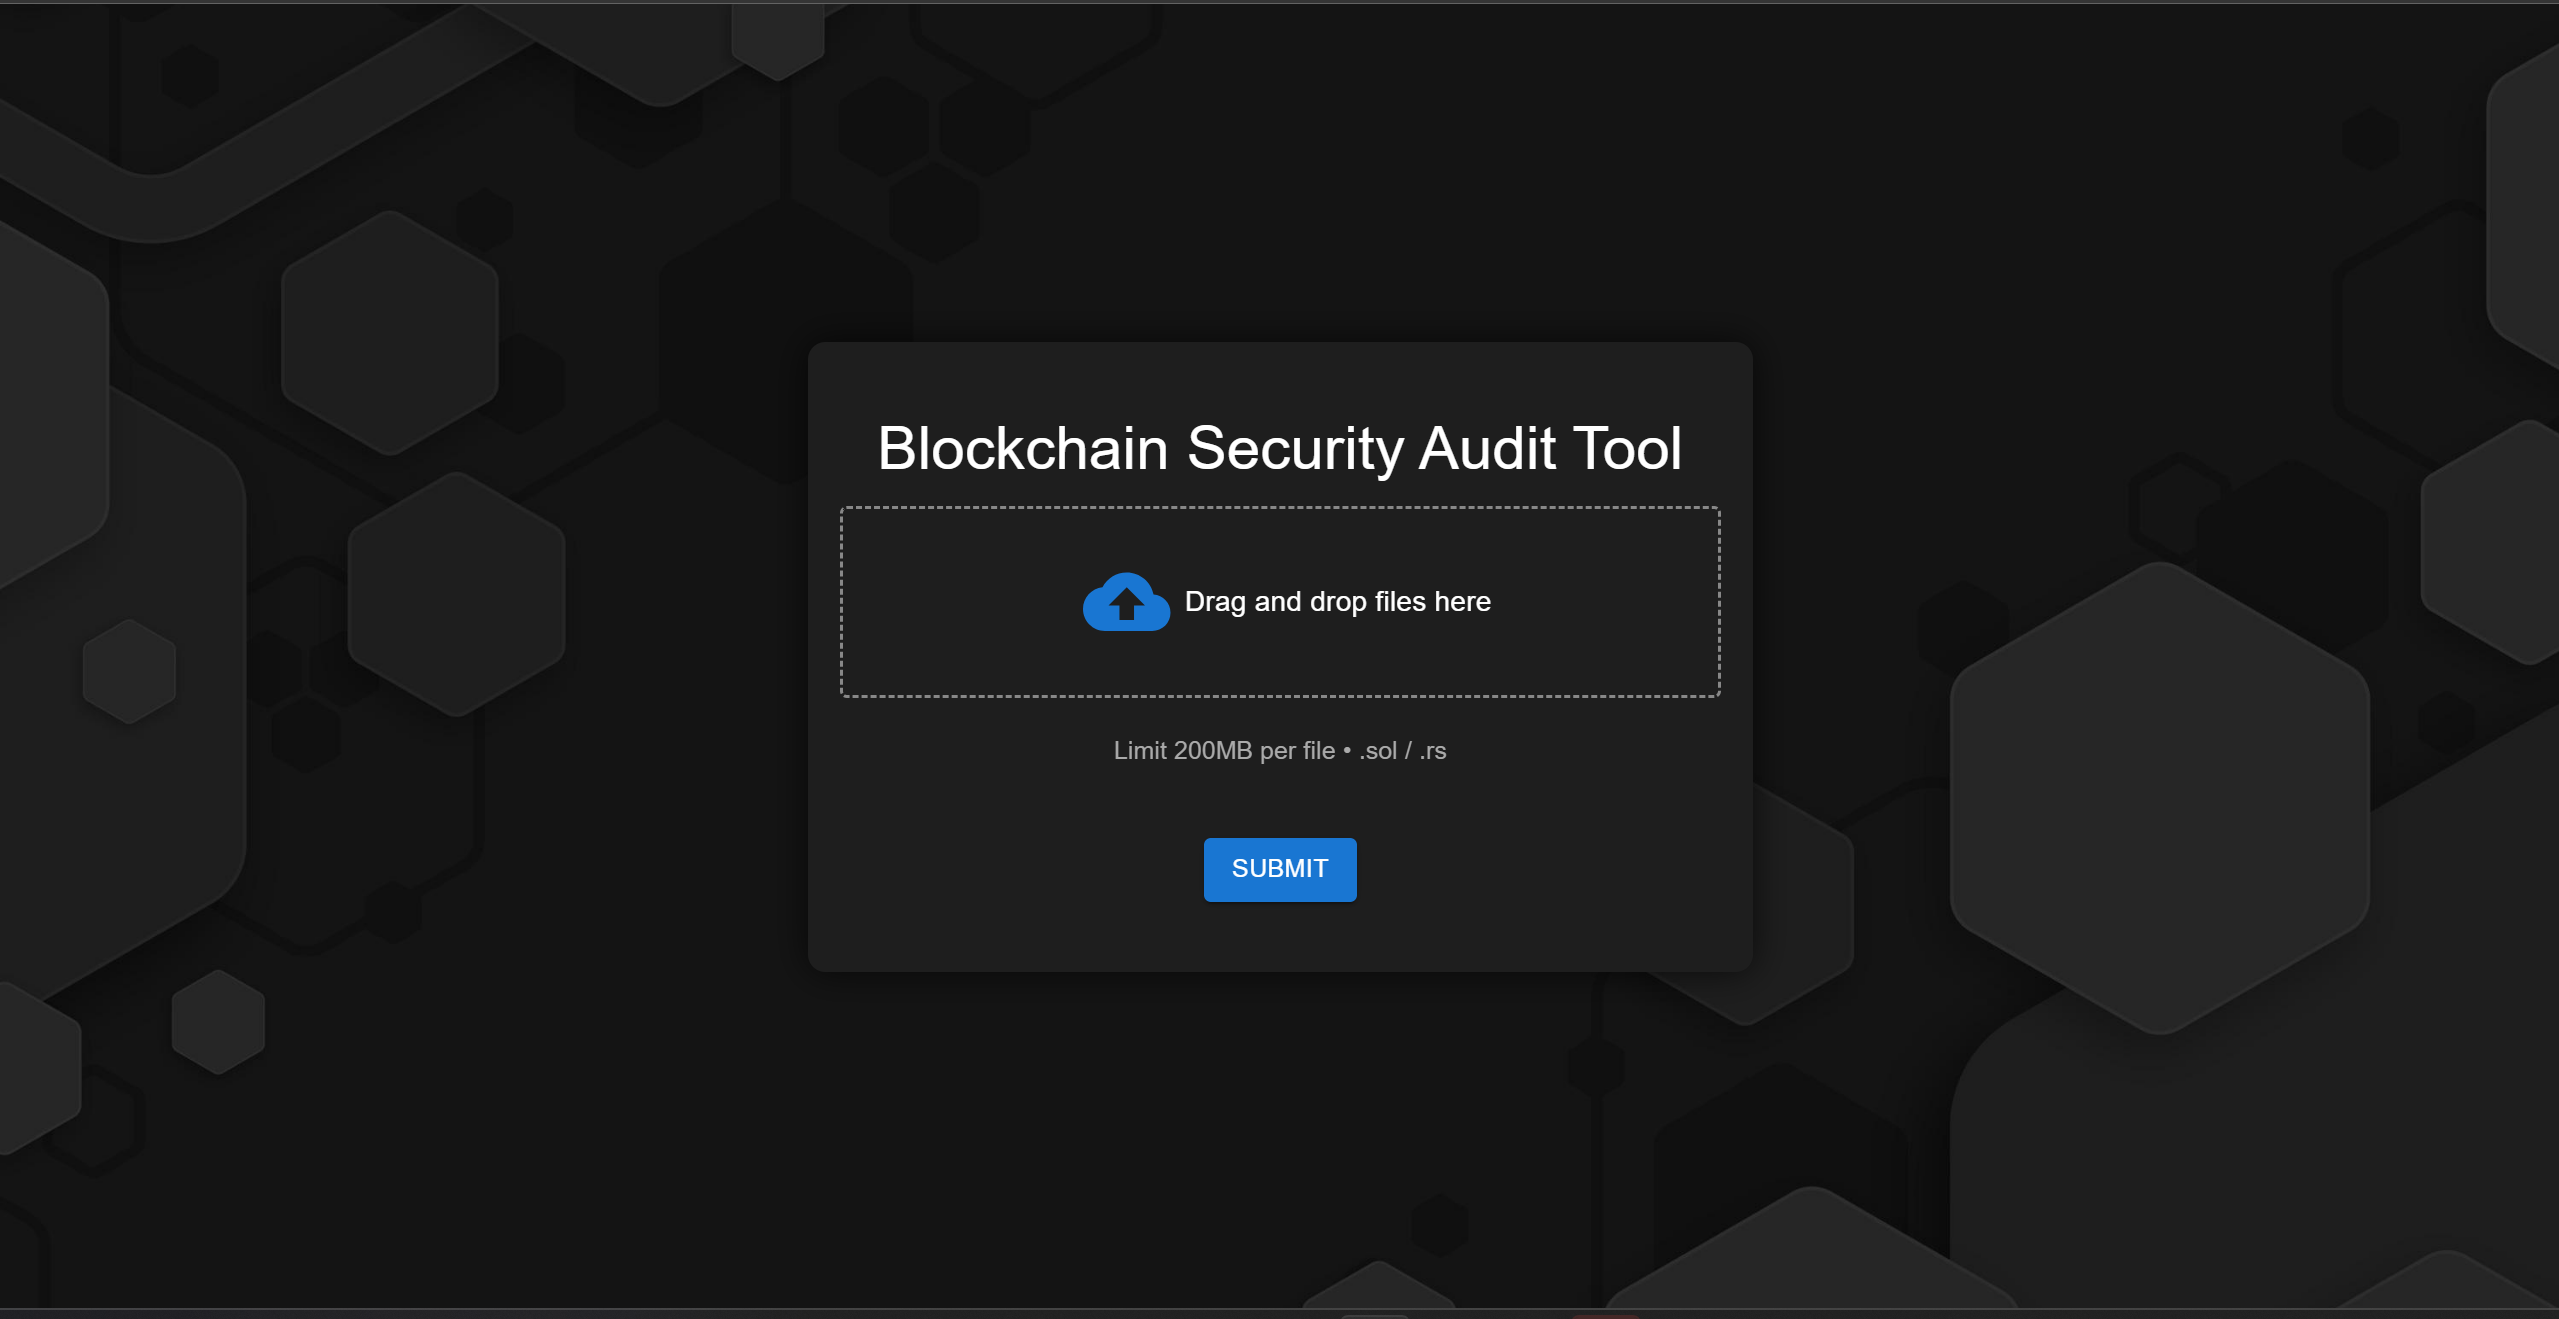 Blockchain Security Audit Tool
Drag and drop files here
Limit 200MB per file • .sol / .rs
SUBMIT